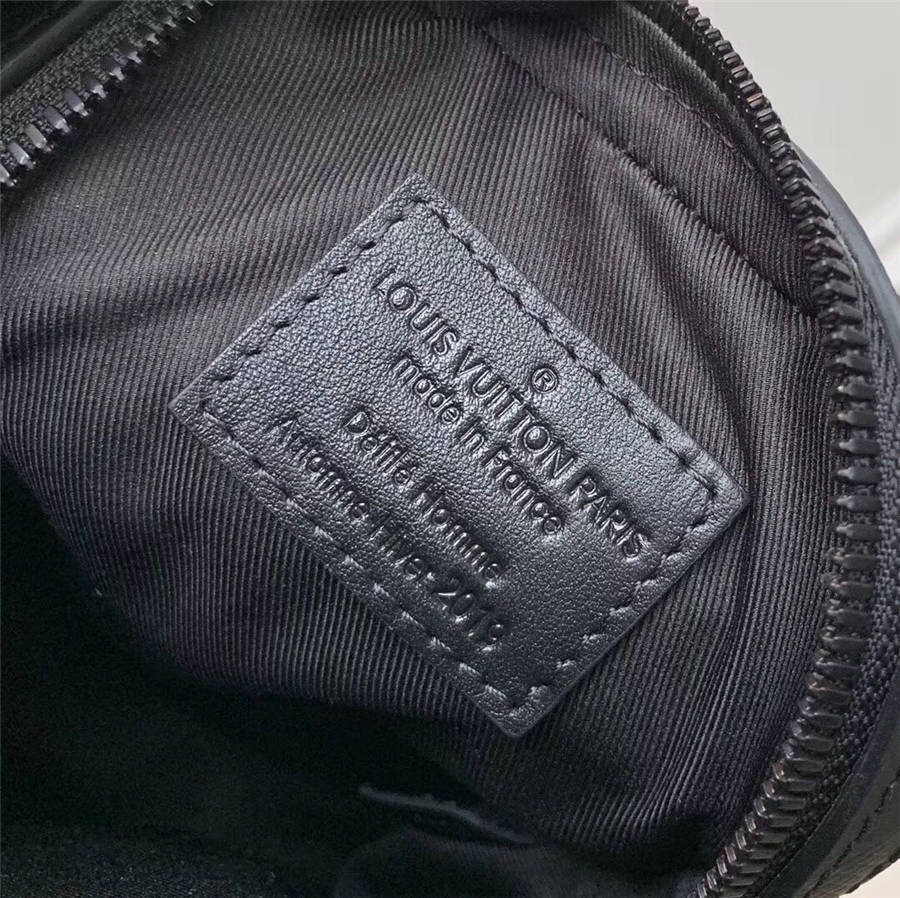 ®
LOUIS VUITTON PARIS
made in France
Défilé Homme
Automne-Hiver 2019